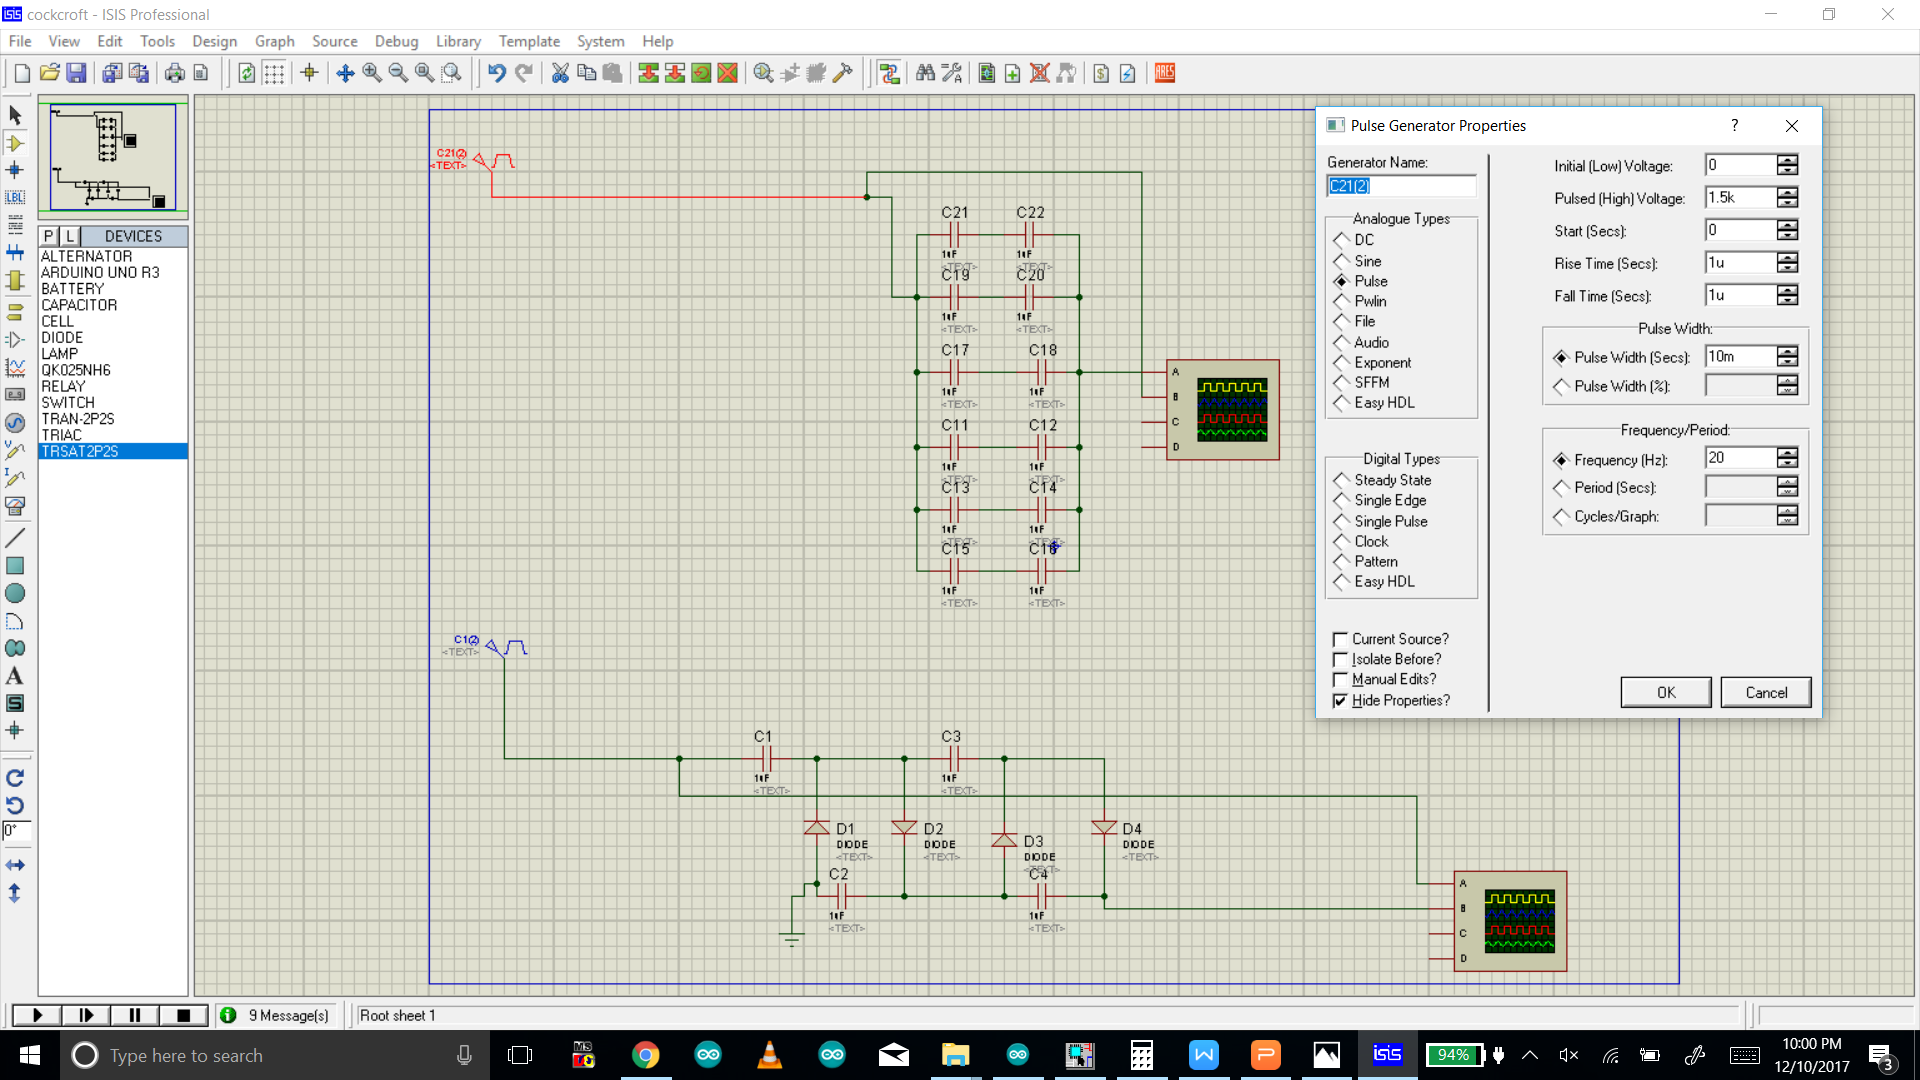 cockcroft - ISIS Professional
File View Edit Tools Design Graph Source Debug Library Template System Help
ARES
LBL
P L DEVICES
ALTERNATOR
ARDUINO UNO R3
BATTERY
CAPACITOR
CELL
DIODE
LAMP
QK025NH6
RELAY
SWITCH
TRAN-2P2S
TRIAC
TRSAT2P2S
0°
C21(2)
<TEXT>
C21 C22
1uF
<TEXT> <TEXT>
C19 C20
1uF 1uF
<TEXT> <TEXT>
C17 C18
1uF 1uF
<TEXT> <TEXT>
C11 C12
1uF 1uF
C13 C14
1uF 1uF
<TEXT> <TEXT>
C15 C16
1uF 1uF
<TEXT> <TEXT>
A
B
C
D
C1(2)
<TEXT>
C1 C3
1uF 1uF
<TEXT> <TEXT>
D1 D2 D3 D4
DIODE DIODE DIODE DIODE
<TEXT> <TEXT> <TEXT> <TEXT>
C2 C4
1uF 1uF
<TEXT> <TEXT>
A
B
C
D
Pulse Generator Properties
Generator Name:
C21(2)
Analogue Types
DC
Sine
Pulse
Pwlin
File
Audio
Exponent
SFFM
Easy HDL
Digital Types
Steady State
Single Edge
Single Pulse
Clock
Pattern
Easy HDL
Current Source?
Isolate Before?
Manual Edits?
Hide Properties?
Initial (Low) Voltage: 0
Pulsed (High) Voltage: 1.5k
Start (Secs): 0
Rise Time (Secs): 1u
Fall Time (Secs): 1u
Pulse Width:
Pulse Width (Secs): 10m
Pulse Width (%):
Frequency/Period:
Frequency (Hz): 20
Period (Secs):
Cycles/Graph:
OK Cancel
9 Message(s) Root sheet 1
Type here to search
MS
isis
94%
10:00 PM
12/10/2017
3